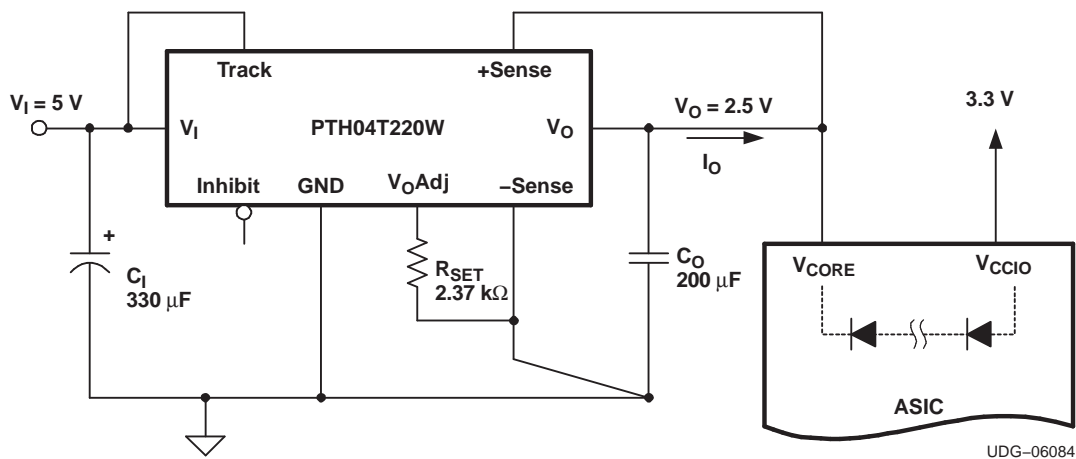 Track
+Sense
V_I = 5 V
V_I
PTH04T220W
V_O
V_O = 2.5 V
I_O
3.3 V
Inhibit
GND
V_OAdj
−Sense
+
C_I
330 μF
R_SET
2.37 kΩ
C_O
200 μF
V_CORE
V_CCIO
ASIC
UDG−06084